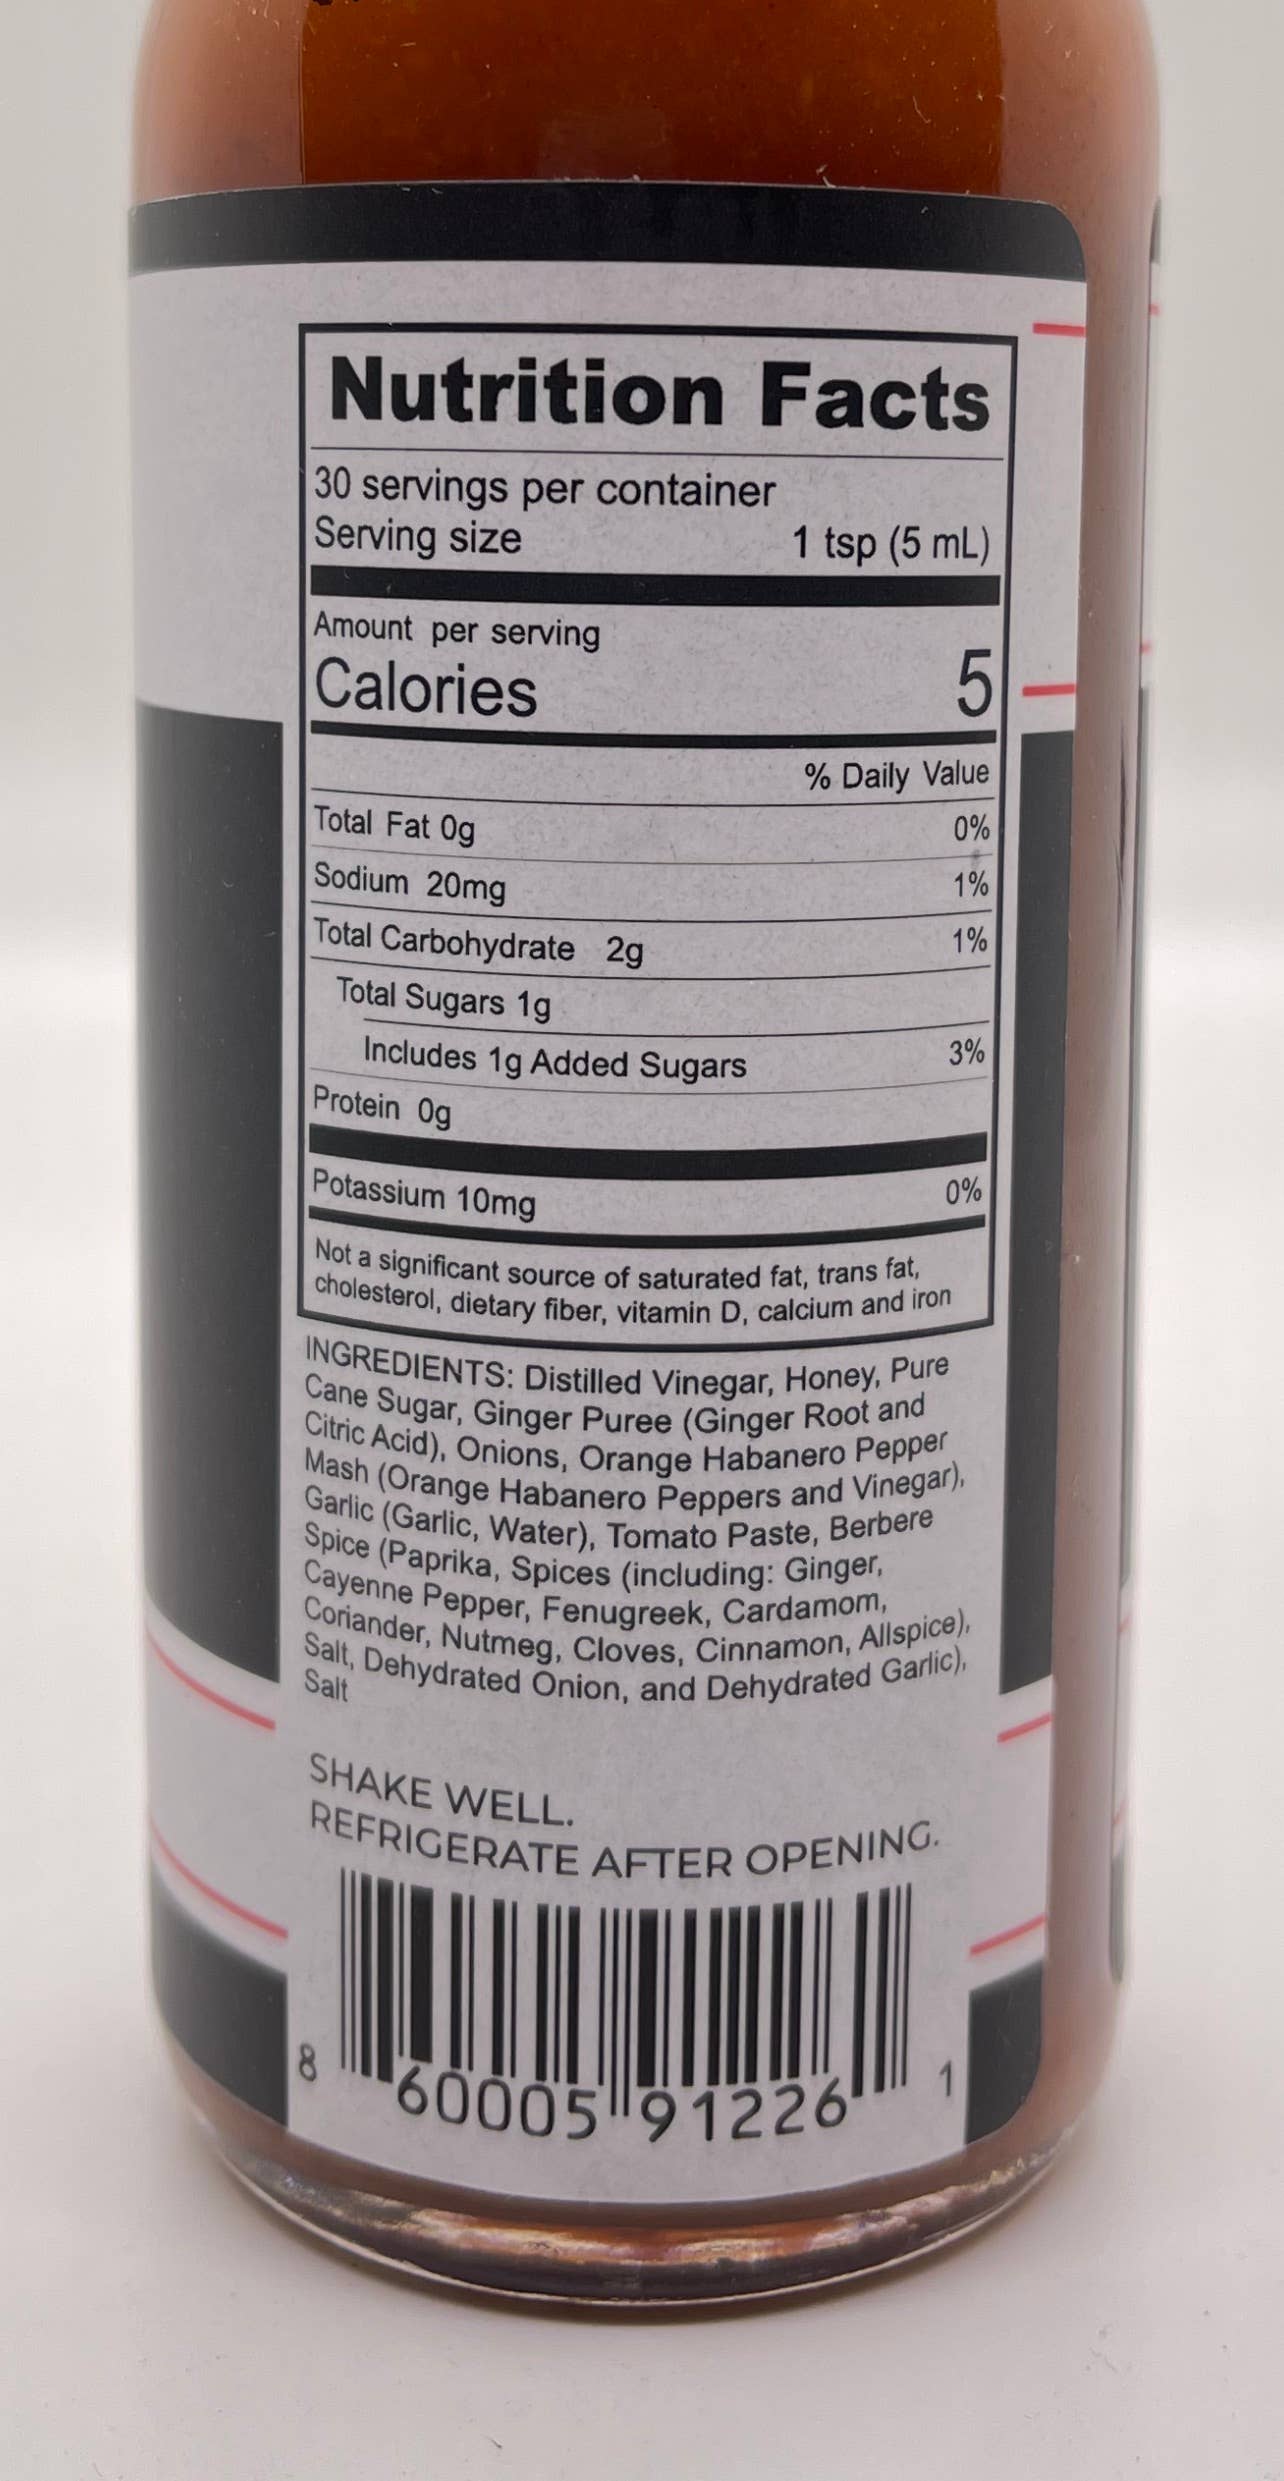 Nutrition Facts
30 servings per container
Serving size 1 tsp (5 mL)
Amount per serving
Calories 5
% Daily Value
Total Fat 0g 0%
Sodium 20mg 1%
Total Carbohydrate 2g 1%
Total Sugars 1g
Includes 1g Added Sugars 3%
Protein 0g
Potassium 10mg 0%
Not a significant source of saturated fat, trans fat,
cholesterol, dietary fiber, vitamin D, calcium and iron
INGREDIENTS: Distilled Vinegar, Honey, Pure
Cane Sugar, Ginger Puree (Ginger Root and
Citric Acid), Onions, Orange Habanero Pepper
Mash (Orange Habanero Peppers and Vinegar),
Garlic (Garlic, Water), Tomato Paste, Berbere
Spice (Paprika, Spices (including: Ginger,
Cayenne Pepper, Fenugreek, Cardamom,
Coriander, Nutmeg, Cloves, Cinnamon, Allspice),
Salt, Dehydrated Onion, and Dehydrated Garlic),
Salt
SHAKE WELL.
REFRIGERATE AFTER OPENING.
8 60005 91226 1